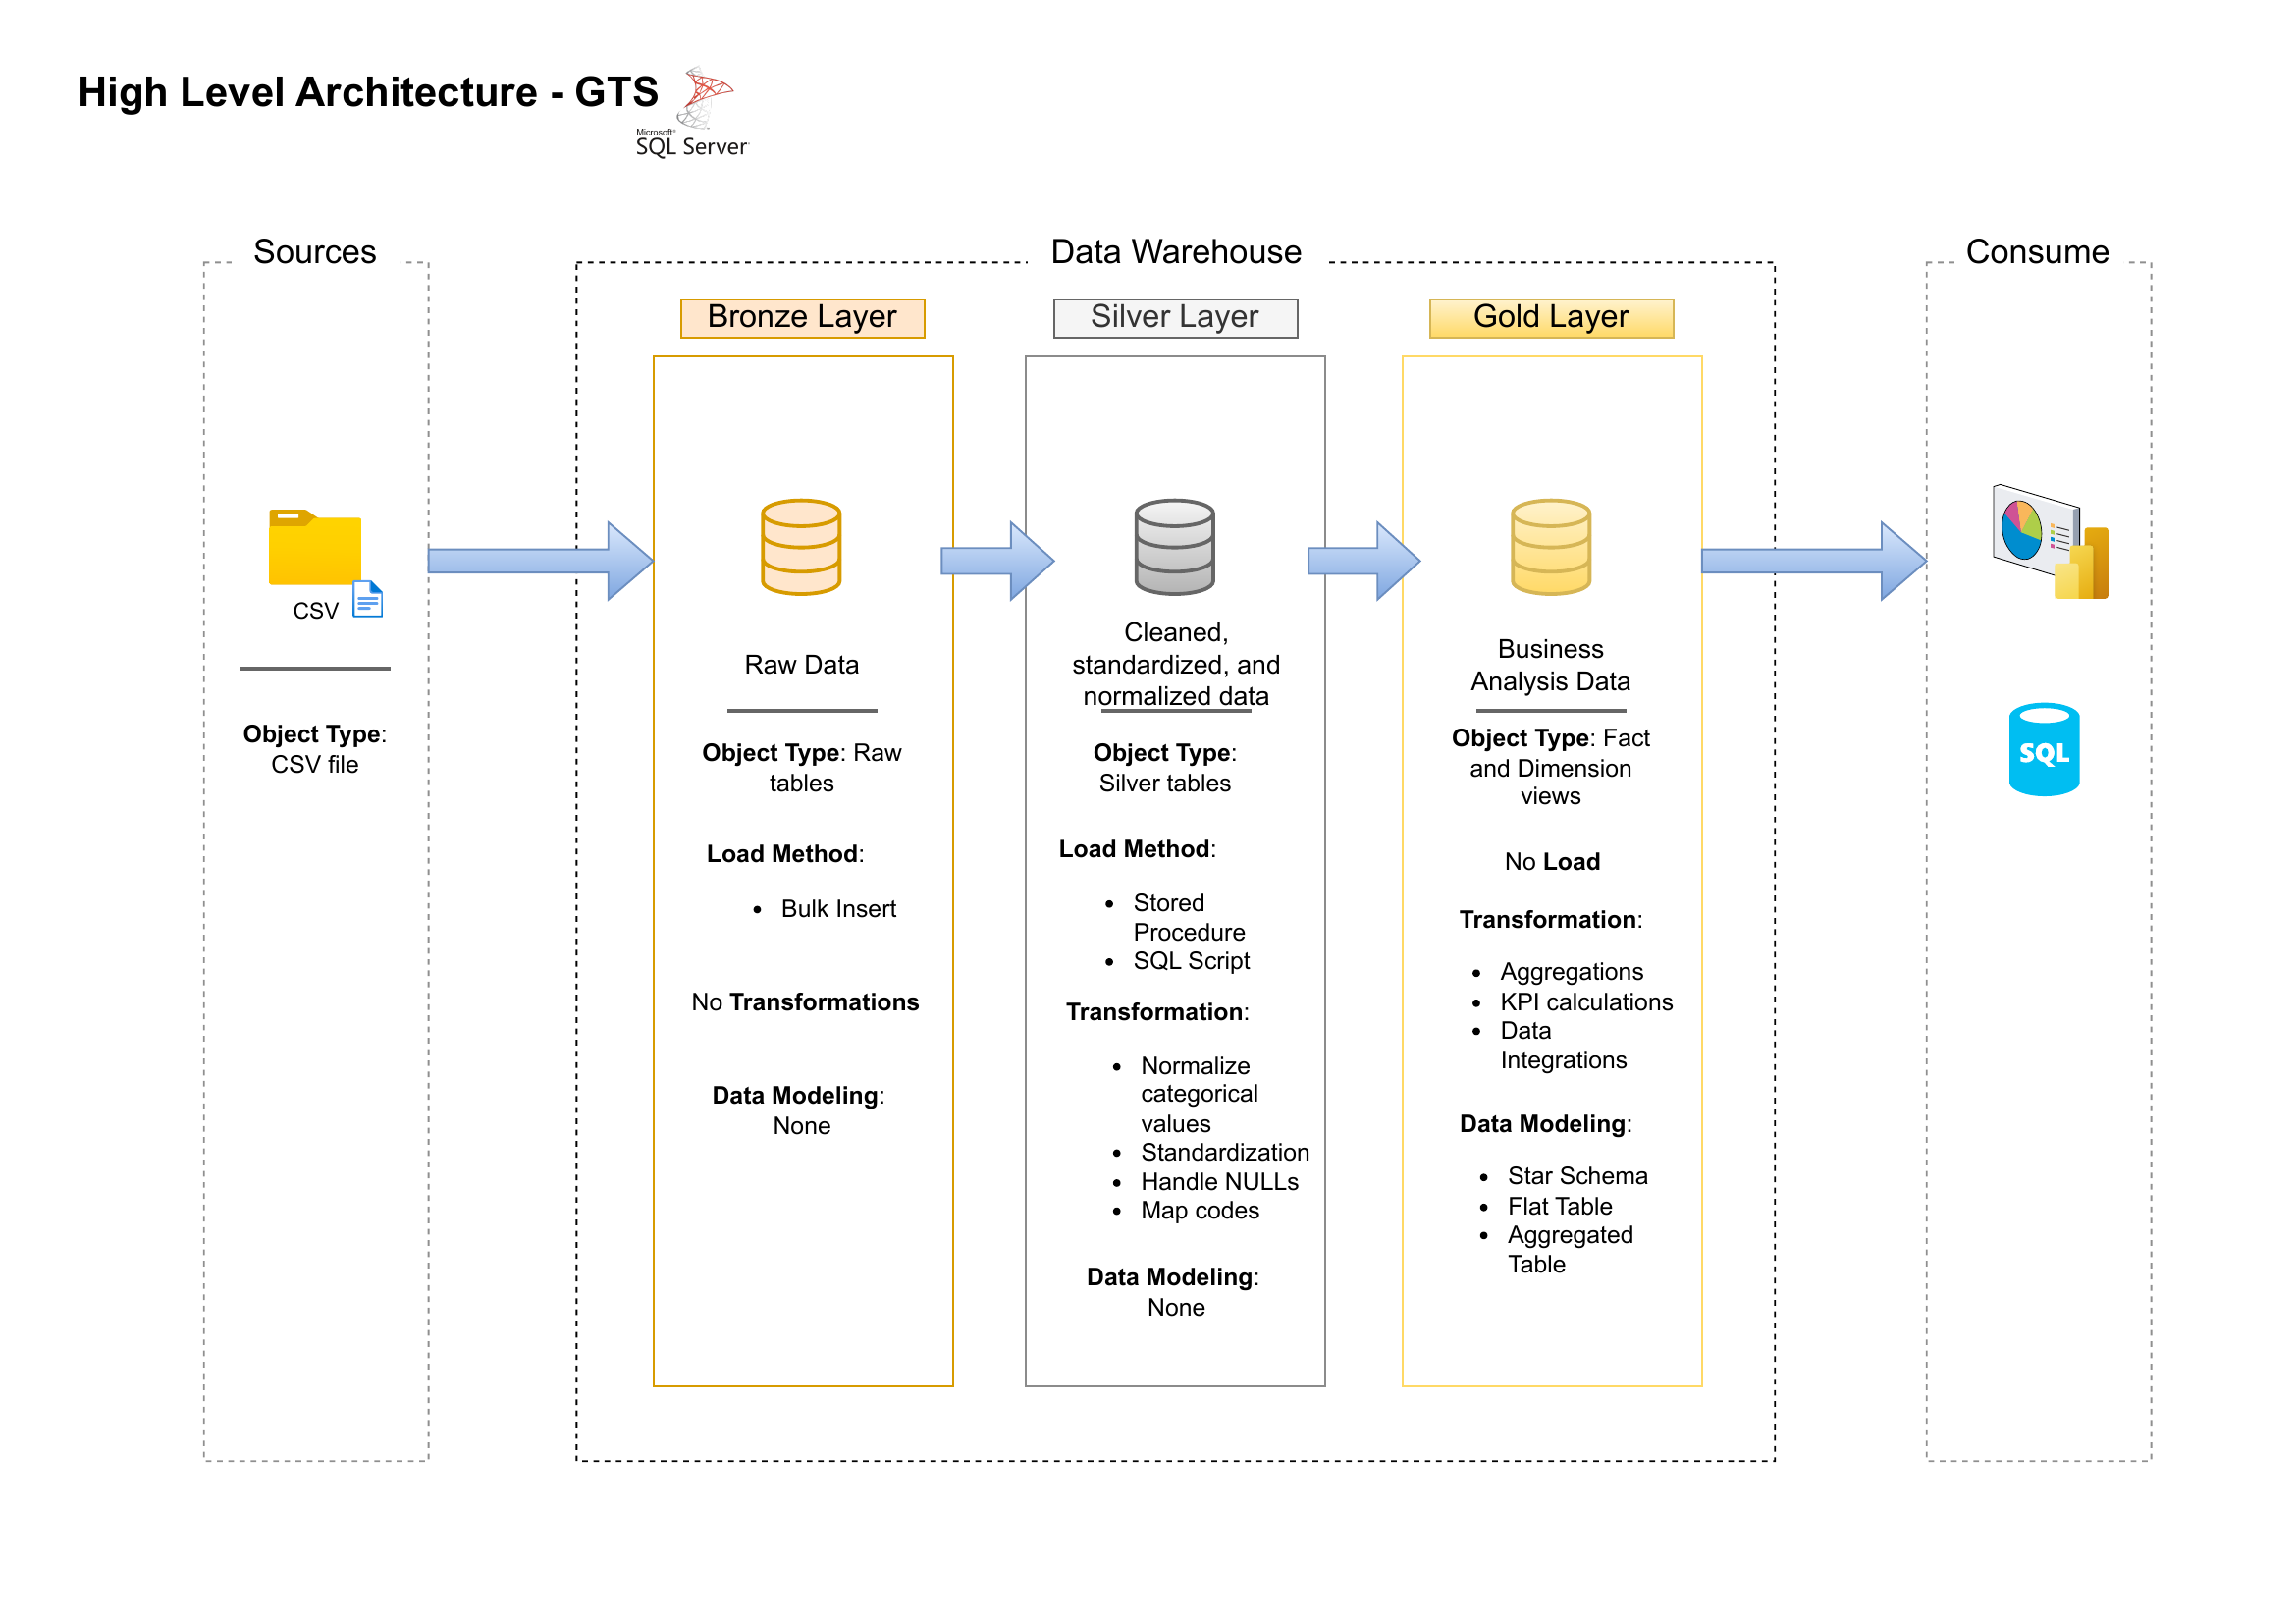 High Level Architecture - GTS
Microsoft®
SQL Server
Sources
CSV
Object Type:
CSV file
Data Warehouse
Bronze Layer
Raw Data
Object Type: Raw
tables
Load Method:
• Bulk Insert
No Transformations
Data Modeling:
None
Silver Layer
Cleaned,
standardized, and
normalized data
Object Type:
Silver tables
Load Method:
• Stored
Procedure
• SQL Script
Transformation:
• Normalize
categorical
values
• Standardization
• Handle NULLs
• Map codes
Data Modeling:
None
Gold Layer
Business
Analysis Data
Object Type: Fact
and Dimension
views
No Load
Transformation:
• Aggregations
• KPI calculations
• Data
Integrations
Data Modeling:
• Star Schema
• Flat Table
• Aggregated
Table
Consume
SQL